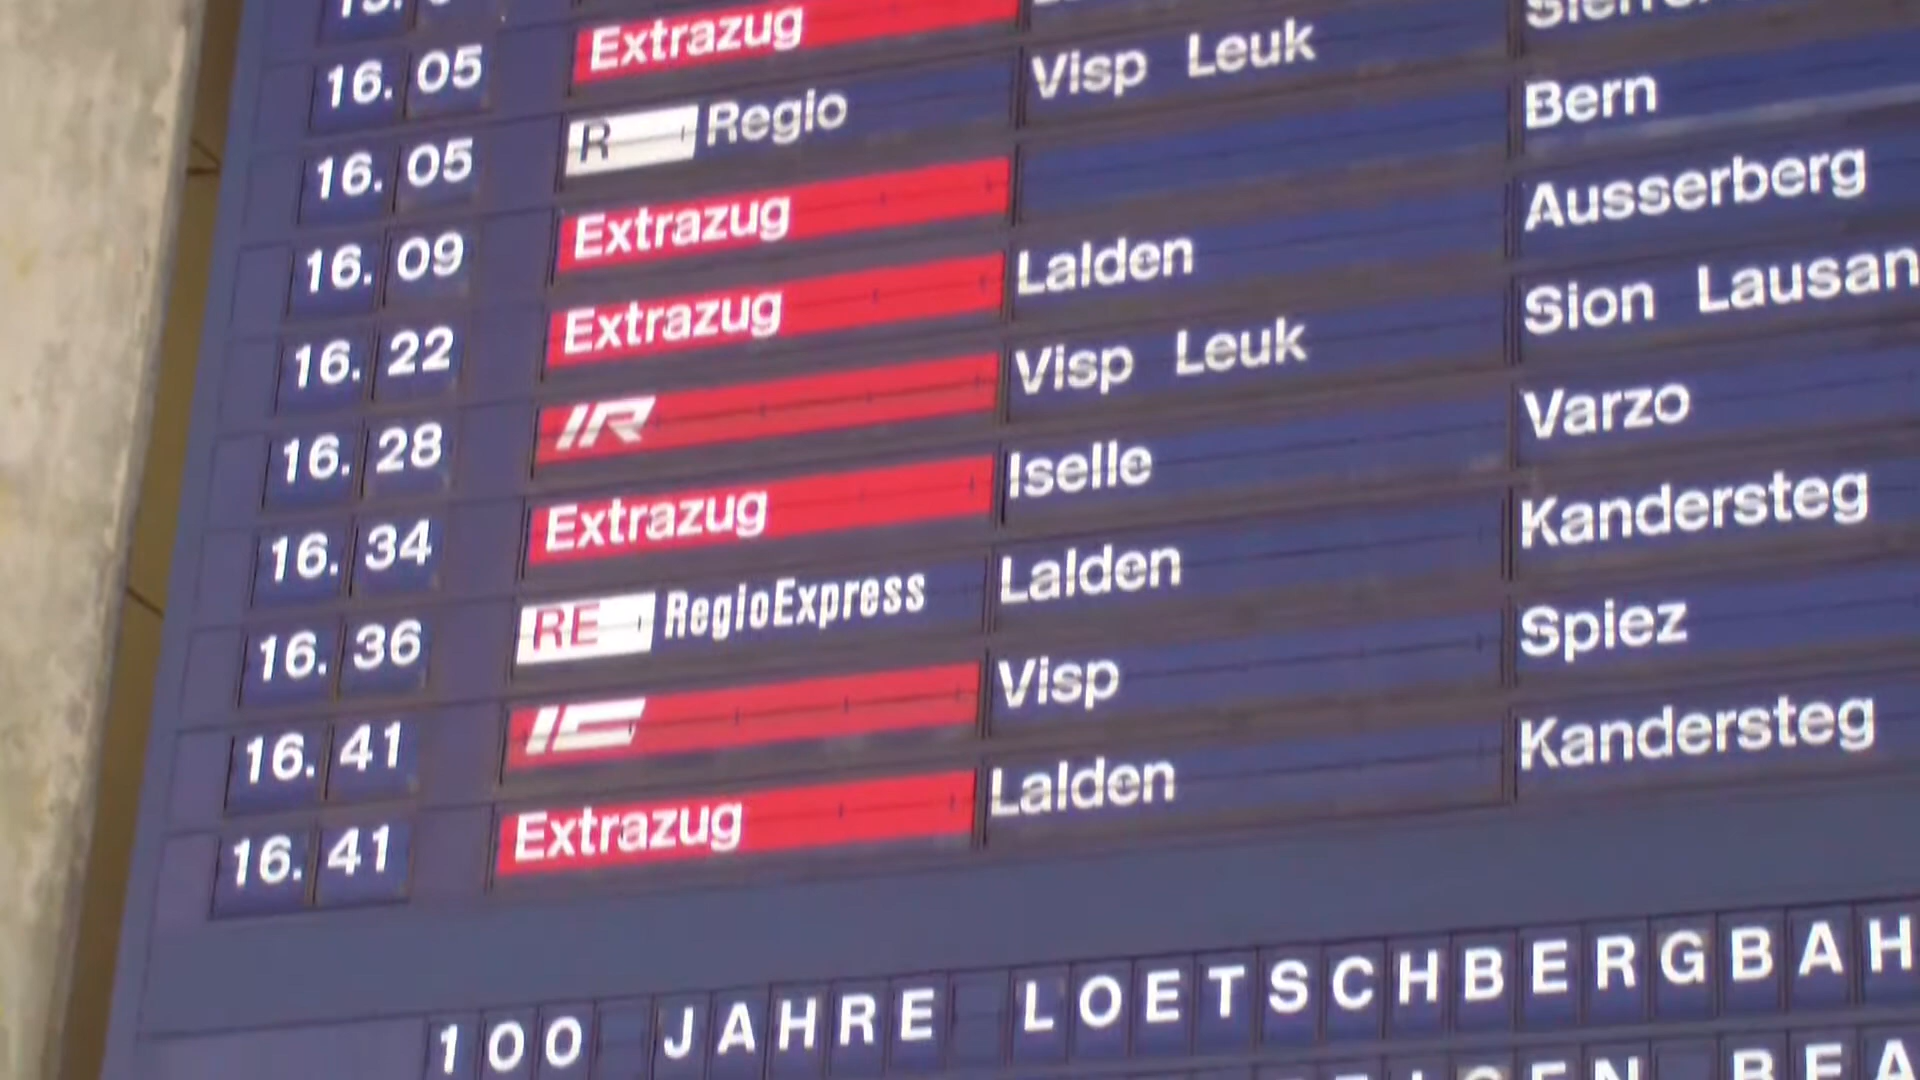 16.05 Extrazug
16.05 R Regio Visp Leuk
16.09 Extrazug Bern
16.22 Extrazug Lalden Ausserberg
16.28 IR Visp Leuk Sion Lausan
16.34 Extrazug Iselle Varzo
16.36 RE RegioExpress Lalden Kandersteg
16.41 IC Visp Spiez
16.41 Extrazug Lalden Kandersteg
100 JAHRE LOETSCHBERGBAH